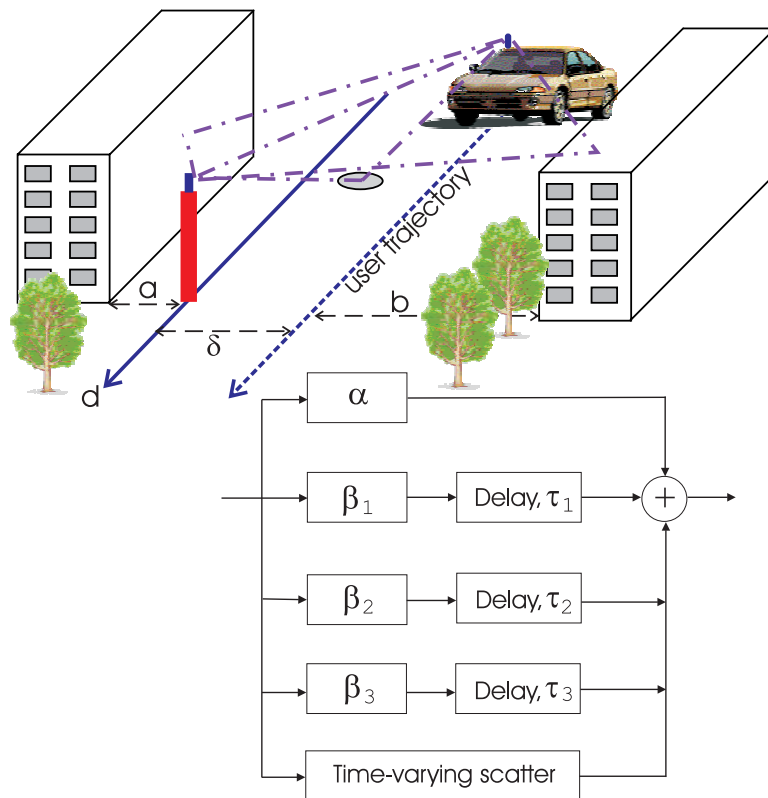 user trajectory
a
b
δ
d
α
β1
Delay, τ1
+
β2
Delay, τ2
β3
Delay, τ3
Time-varying scatter